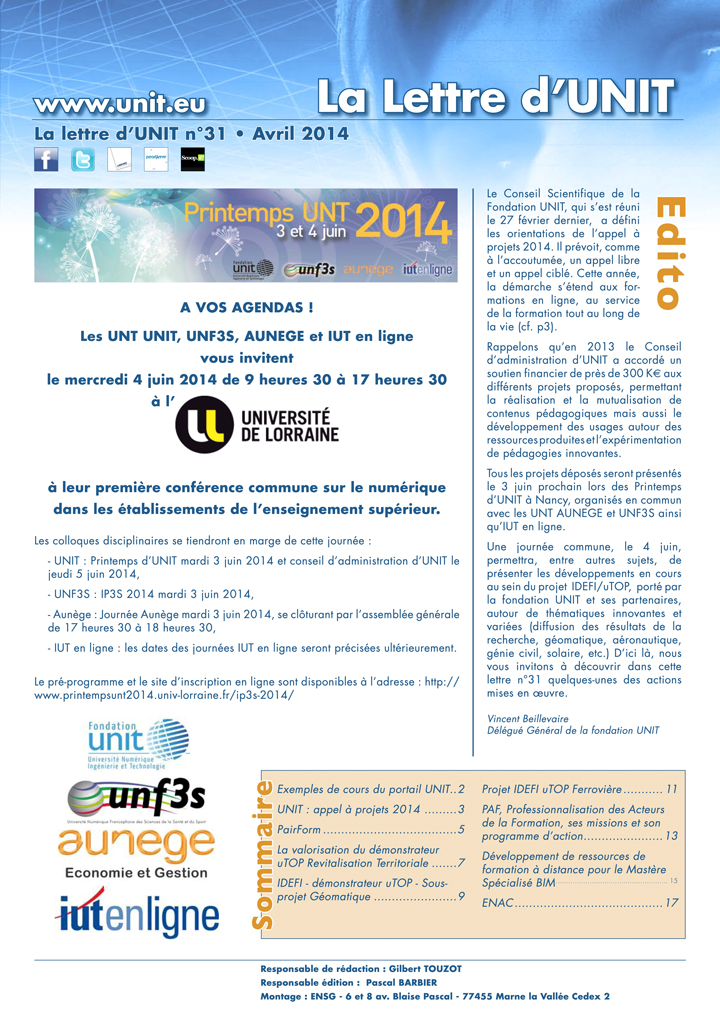 www.unit.eu
La Lettre d’UNIT
La lettre d’UNIT n°31 • Avril 2014
Scoop.it
Printemps UNT 2014
3 et 4 juin
Fondation
unit
unf3s
aunege
iutenligne
A VOS AGENDAS !
Les UNT UNIT, UNF3S, AUNEGE et IUT en ligne
vous invitent
le mercredi 4 juin 2014 de 9 heures 30 à 17 heures 30
à l’
UNIVERSITÉ
DE LORRAINE
à leur première conférence commune sur le numérique
dans les établissements de l’enseignement supérieur.
Les colloques disciplinaires se tiendront en marge de cette journée :
- UNIT : Printemps d’UNIT mardi 3 juin 2014 et conseil d’administration d’UNIT le
jeudi 5 juin 2014,
- UNF3S : IP3S 2014 mardi 3 juin 2014,
- Aunège : Journée Aunège mardi 3 juin 2014, se clôturant par l’assemblée générale
de 17 heures 30 à 18 heures 30,
- IUT en ligne : les dates des journées IUT en ligne seront précisées ultérieurement.
Le pré-programme et le site d’inscription en ligne sont disponibles à l’adresse : http://
www.printempsunt2014.univ-lorraine.fr/ip3s-2014/
Fondation
unit
Université Numérique
Ingénierie et Technologie
unf3s
Université Numérique Francophone des Sciences de la Santé et du Sport
aunege
Economie et Gestion
iutenligne
Edito
Le Conseil Scientifique de la
Fondation UNIT, qui s’est réuni
le 27 février dernier, a défini
les orientations de l’appel à
projets 2014. Il prévoit, comme
à l’accoutumée, un appel libre
et un appel ciblé. Cette année,
la démarche s’étend aux for-
mations en ligne, au service
de la formation tout au long de
la vie (cf. p3).
Rappelons qu’en 2013 le Conseil
d’administration d’UNIT a accordé un
soutien financier de près de 300 K€ aux
différents projets proposés, permettant
la réalisation et la mutualisation de
contenus pédagogiques mais aussi le
développement des usages autour des
ressources produites et l’expérimentation
de pédagogies innovantes.
Tous les projets déposés seront présentés
le 3 juin prochain lors des Printemps
d’UNIT à Nancy, organisés en commun
avec les UNT AUNEGE et UNF3S ainsi
qu’IUT en ligne.
Une journée commune, le 4 juin,
permettra, entre autres sujets, de
présenter les développements en cours
au sein du projet IDEFI/uTOP, porté par
la fondation UNIT et ses partenaires,
autour de thématiques innovantes et
variées (diffusion des résultats de la
recherche, géomatique, aéronautique,
génie civil, solaire, etc.) D’ici là, nous
vous invitons à découvrir dans cette
lettre n°31 quelques-unes des actions
mises en œuvre.
Vincent Beillevaire
Délégué Général de la fondation UNIT
Sommaire
Exemples de cours du portail UNIT..2
UNIT : appel à projets 2014 .........3
PairForm .....................................5
La valorisation du démonstrateur
uTOP Revitalisation Territoriale .......7
IDEFI - démonstrateur uTOP - Sous-
projet Géomatique .......................9
Projet IDEFI uTOP Ferrovière...........11
PAF, Professionnalisation des Acteurs
de la Formation, ses missions et son
programme d’action......................13
Développement de ressources de
formation à distance pour le Mastère
Spécialisé BIM ..........................................15
ENAC.........................................17
Responsable de rédaction : Gilbert TOUZOT
Responsable édition : Pascal BARBIER
Montage : ENSG - 6 et 8 av. Blaise Pascal - 77455 Marne la Vallée Cedex 2